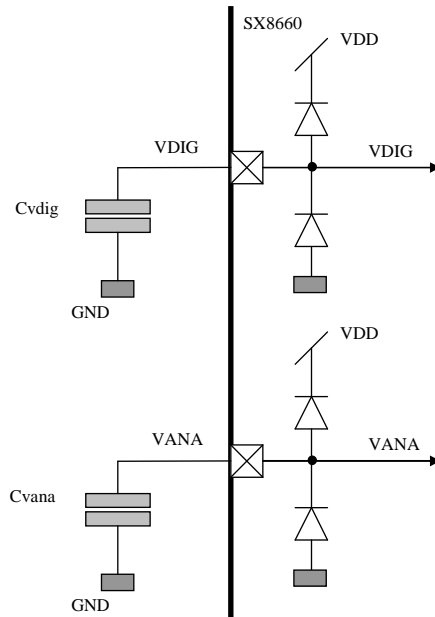 SX8660
VDD
VDIG
VDIG
Cvdig
GND
VDD
VANA
VANA
Cvana
GND